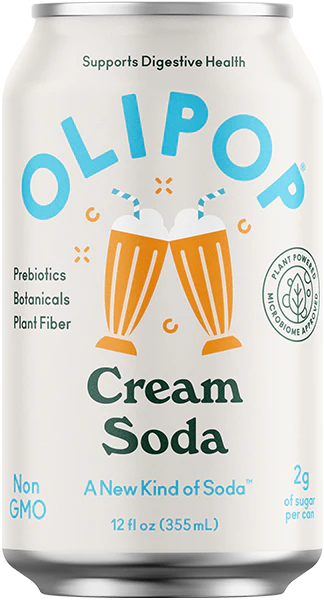 Supports Digestive Health
OLIPOP®
Prebiotics
Botanicals
Plant Fiber
PLANT POWERED
MICROBIOME APPROVED
Cream
Soda
Non
GMO
A New Kind of Soda™
2g
of sugar
per can
12 fl oz (355 mL)